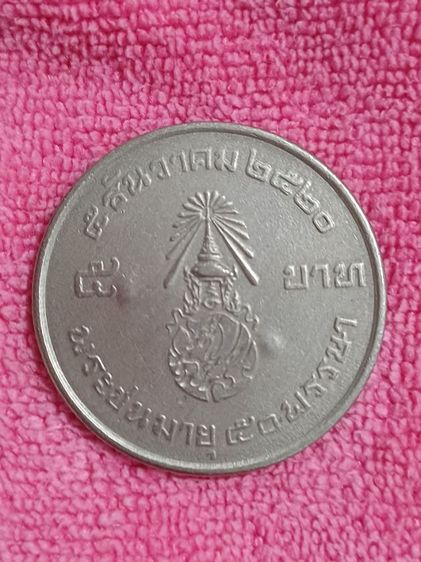 ๕ ธันวาคม ๒๕๒๐
๕ บาท
พระชนมายุ ๕๐ พรรษา